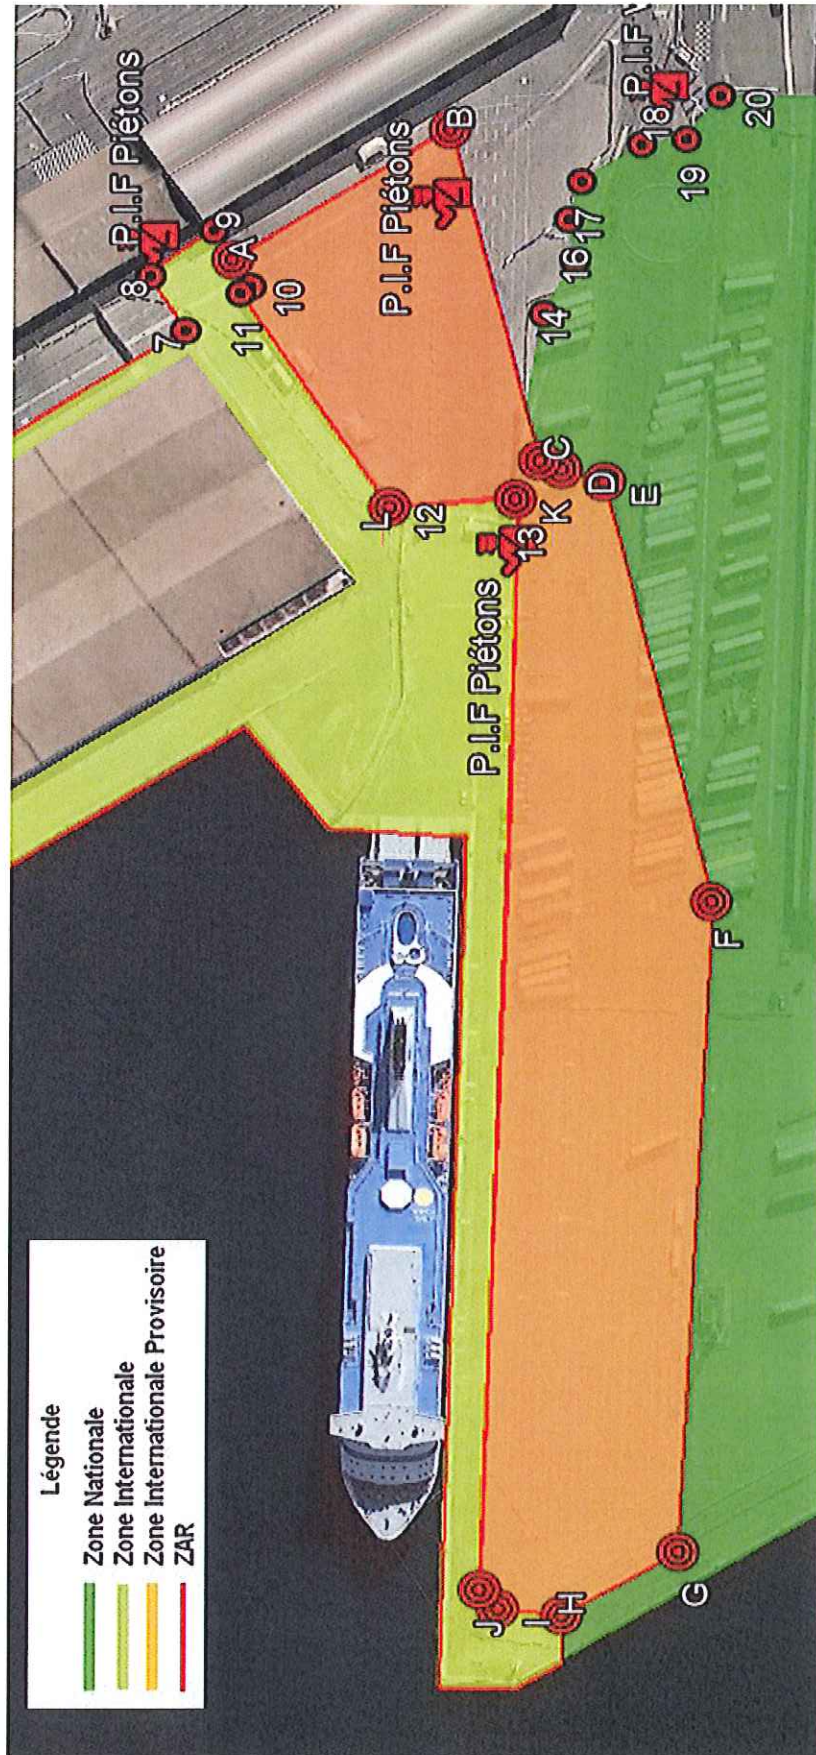 Légende
Zone Nationale
Zone Internationale
Zone Internationale Provisoire
ZAR
P.I.F Piétons
8
7
9
A
10
11
P.I.F Piétons
B
L
12
P.I.F Piétons
13
K
C
D
E
14
16
17
18
19
20
P.I.F
F
G
H
I
J